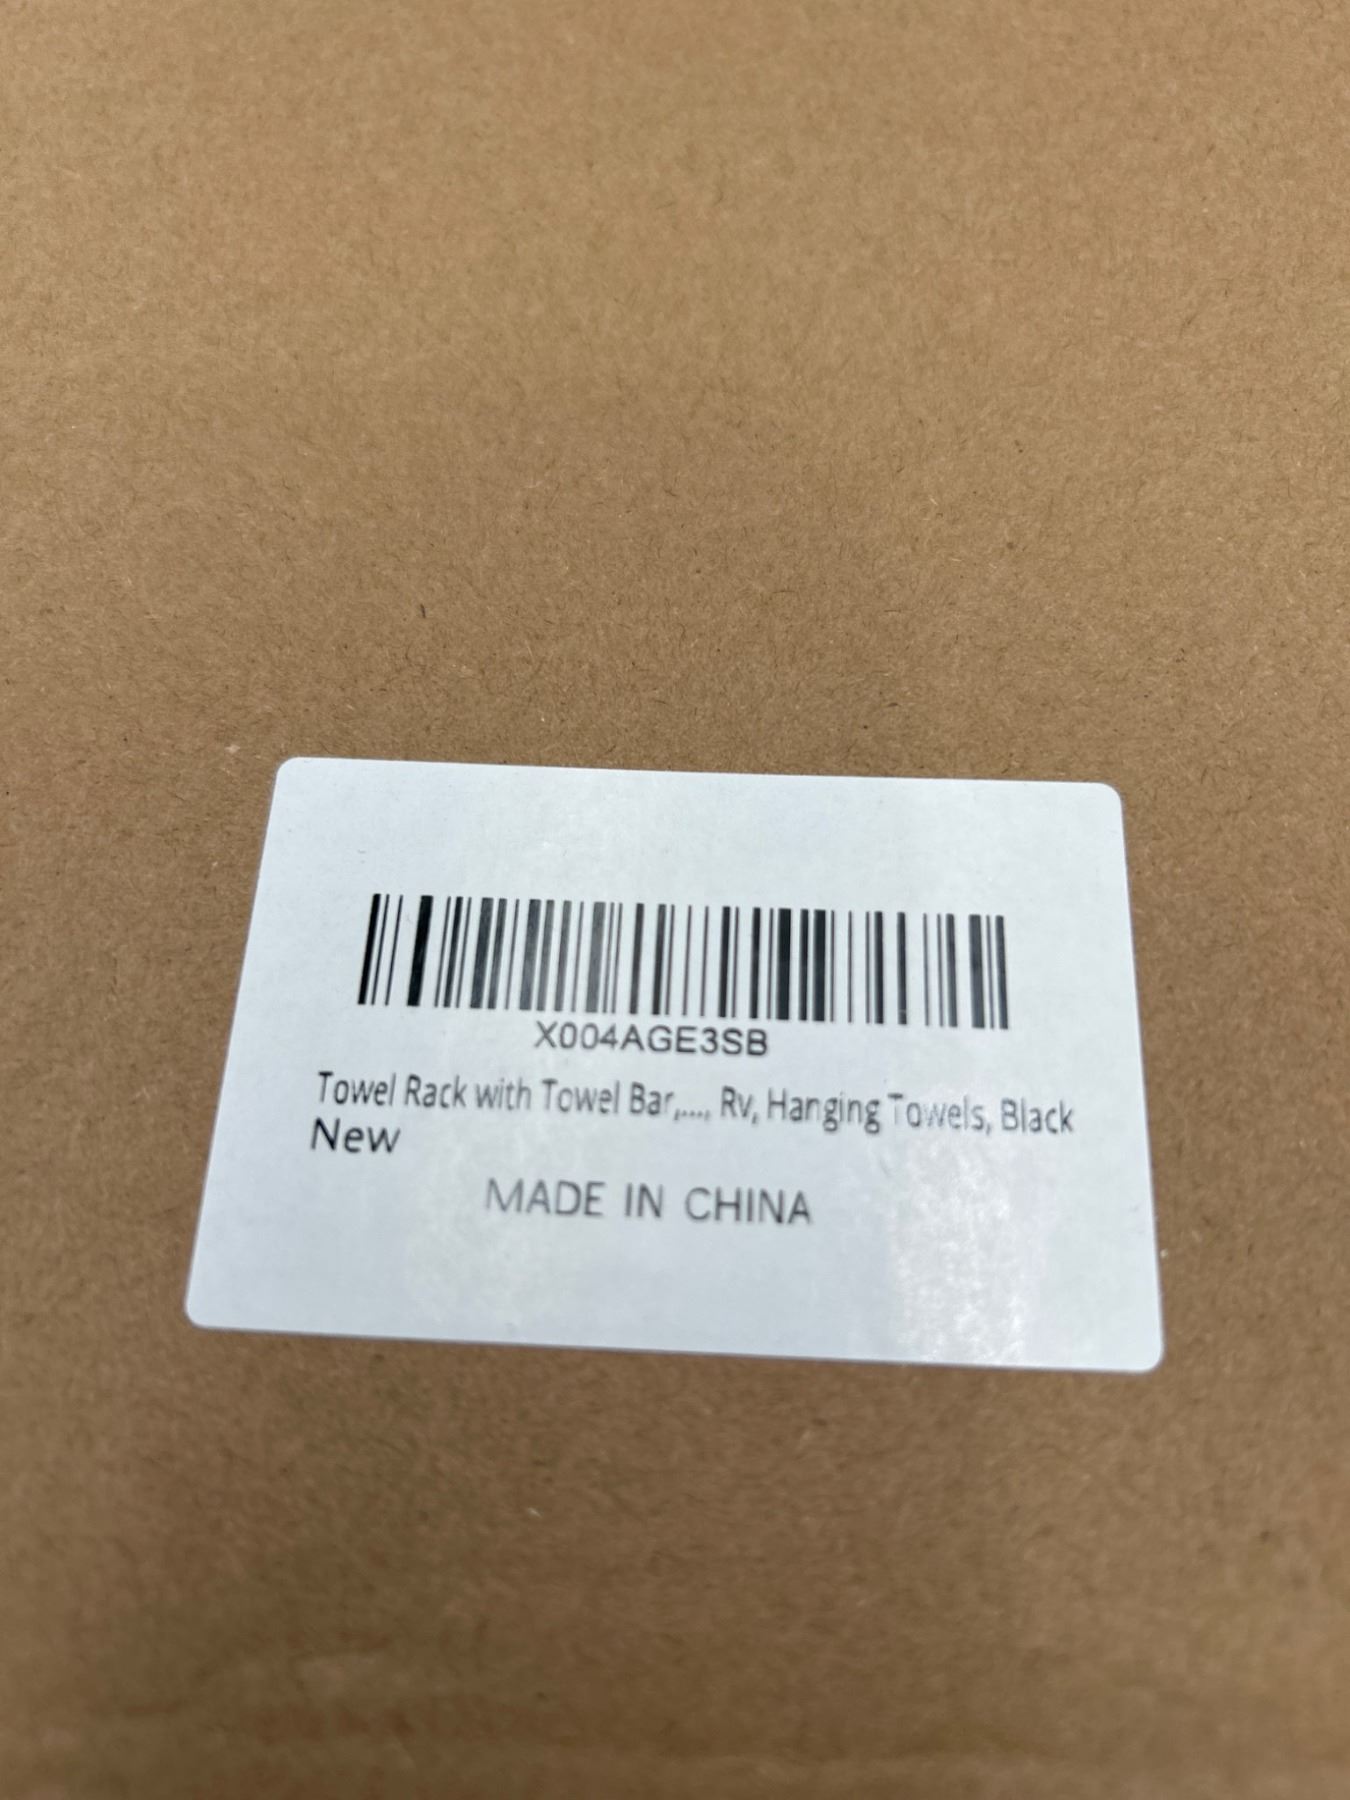 X004AGE3SB
Towel Rack with Towel Bar,..., Rv, Hanging Towels, Black
New
MADE IN CHINA